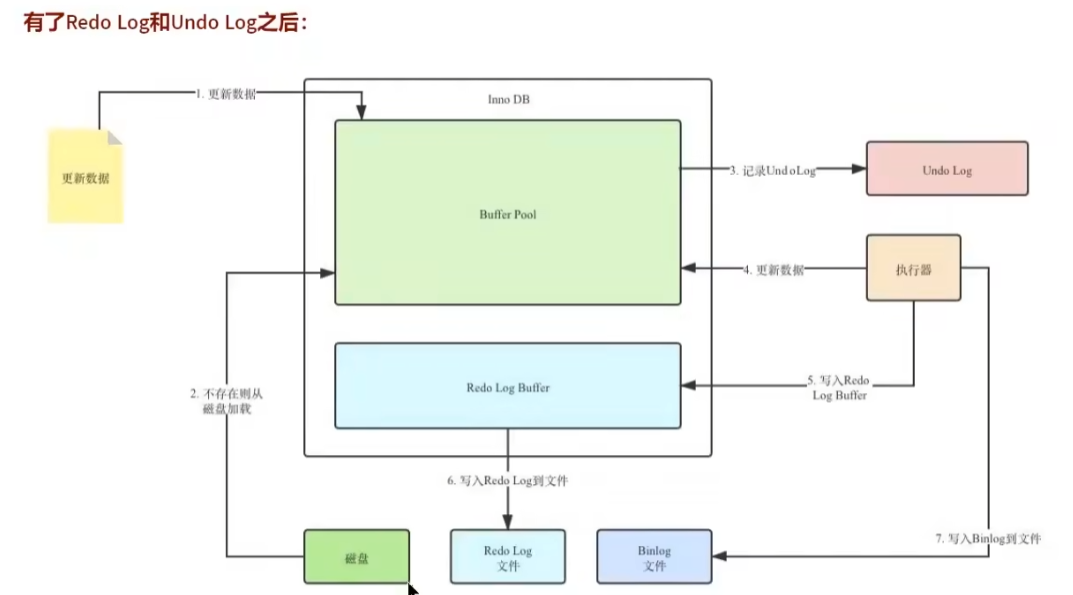 有了Redo Log和Undo Log之后：
1. 更新数据
Inno DB
更新数据
Buffer Pool
3. 记录UndoLog
Undo Log
4. 更新数据
执行器
2. 不存在则从
磁盘加载
Redo Log Buffer
5. 写入Redo
Log Buffer
6. 写入Redo Log到文件
7. 写入Binlog到文件
磁盘
Redo Log
文件
Binlog
文件